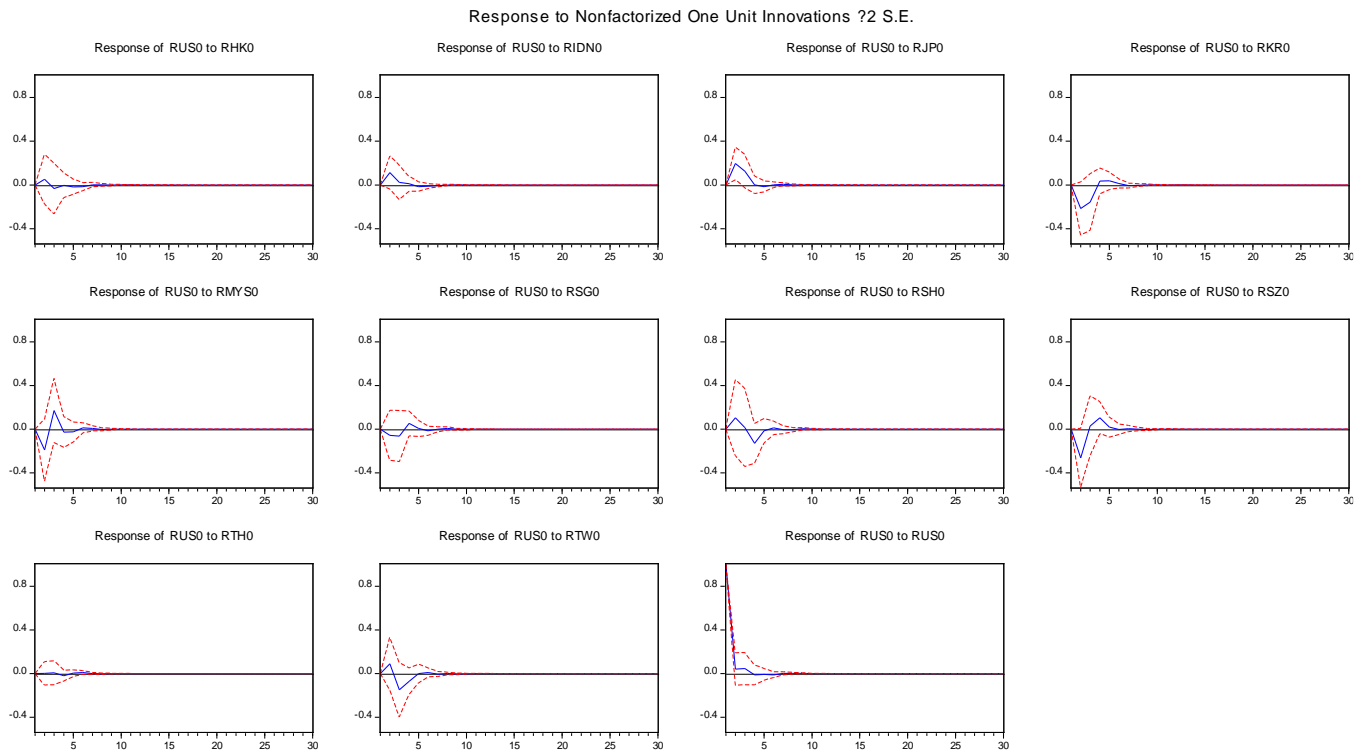 Response to Nonfactorized One Unit Innovations ?2 S.E.
Response of RUS0 to RHK0
0.8
0.4
0.0
-0.4
5 10 15 20 25 30
Response of RUS0 to RIDN0
0.8
0.4
0.0
-0.4
5 10 15 20 25 30
Response of RUS0 to RJP0
0.8
0.4
0.0
-0.4
5 10 15 20 25 30
Response of RUS0 to RKR0
0.8
0.4
0.0
-0.4
5 10 15 20 25 30
Response of RUS0 to RMYS0
0.8
0.4
0.0
-0.4
5 10 15 20 25 30
Response of RUS0 to RSG0
0.8
0.4
0.0
-0.4
5 10 15 20 25 30
Response of RUS0 to RSH0
0.8
0.4
0.0
-0.4
5 10 15 20 25 30
Response of RUS0 to RSZ0
0.8
0.4
0.0
-0.4
5 10 15 20 25 30
Response of RUS0 to RTH0
0.8
0.4
0.0
-0.4
5 10 15 20 25 30
Response of RUS0 to RTW0
0.8
0.4
0.0
-0.4
5 10 15 20 25 30
Response of RUS0 to RUS0
0.8
0.4
0.0
-0.4
5 10 15 20 25 30